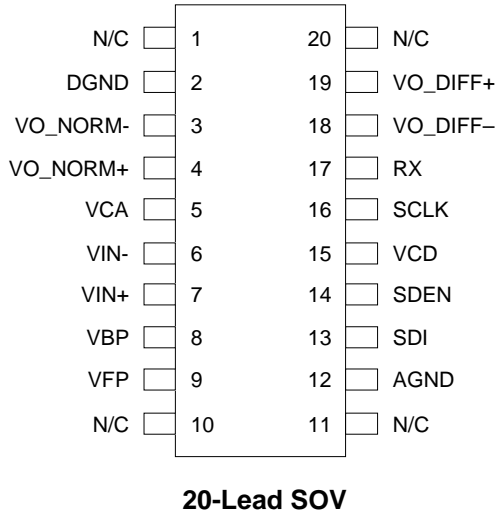 N/C 1 20 N/C
DGND 2 19 VO_DIFF+
VO_NORM- 3 18 VO_DIFF–
VO_NORM+ 4 17 RX
VCA 5 16 SCLK
VIN- 6 15 VCD
VIN+ 7 14 SDEN
VBP 8 13 SDI
VFP 9 12 AGND
N/C 10 11 N/C
20-Lead SOV